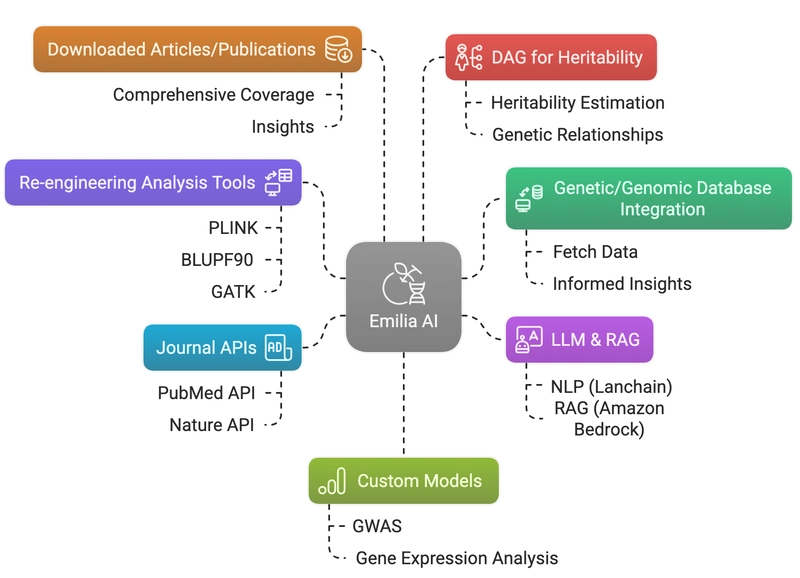 Downloaded Articles/Publications
Comprehensive Coverage
Insights
DAG for Heritability
Heritability Estimation
Genetic Relationships
Re-engineering Analysis Tools
PLINK
BLUPF90
GATK
Genetic/Genomic Database
Integration
Fetch Data
Informed Insights
Emilia AI
Journal APIs
AD
PubMed API
Nature API
A
LLM & RAG
NLP (Lanchain)
RAG (Amazon
Bedrock)
Custom Models
GWAS
Gene Expression Analysis